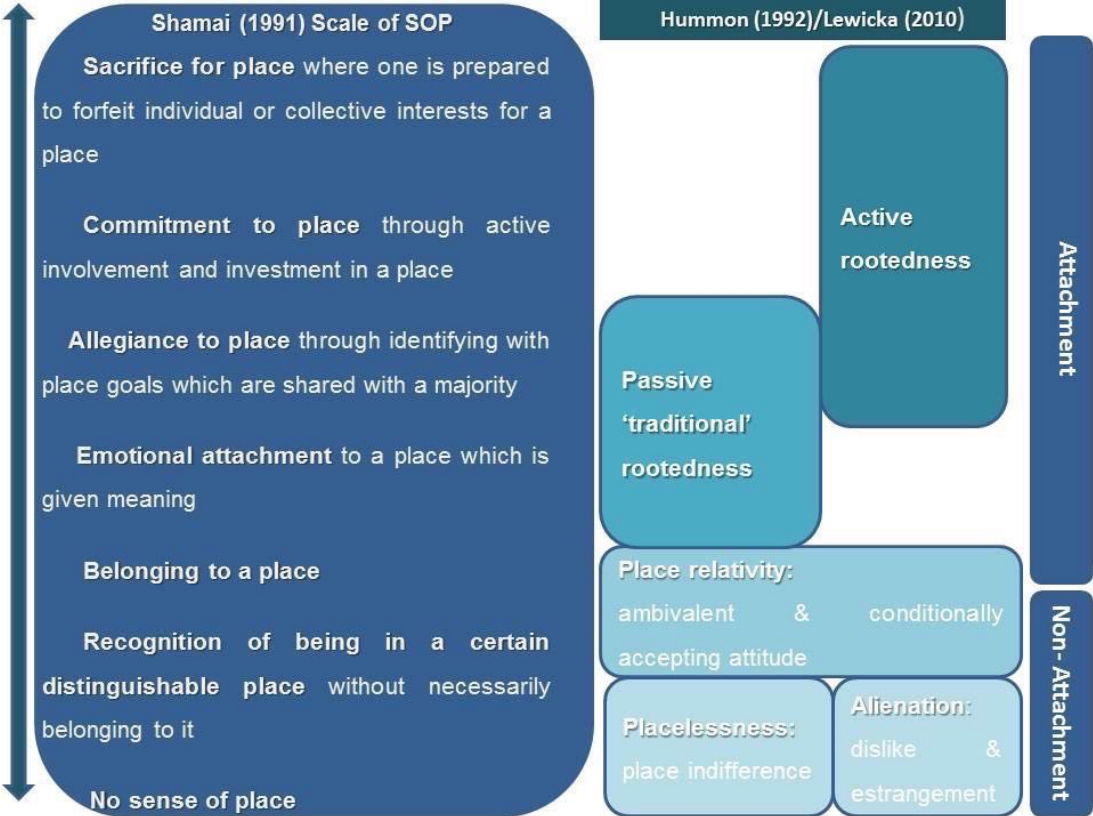 Shamai (1991) Scale of SOP
Sacrifice for place where one is prepared
to forfeit individual or collective interests for a
place
Commitment to place through active
involvement and investment in a place
Allegiance to place through identifying with
place goals which are shared with a majority
Emotional attachment to a place which is
given meaning
Belonging to a place
Recognition of being in a certain
distinguishable place without necessarily
belonging to it
No sense of place
Hummon (1992)/Lewicka (2010)
Active
rootedness
Passive
‘traditional’
rootedness
Place relativity:
ambivalent & conditionally
accepting attitude
Placelessness:
place indifference
Alienation:
dislike &
estrangement
Attachment
Non- Attachment